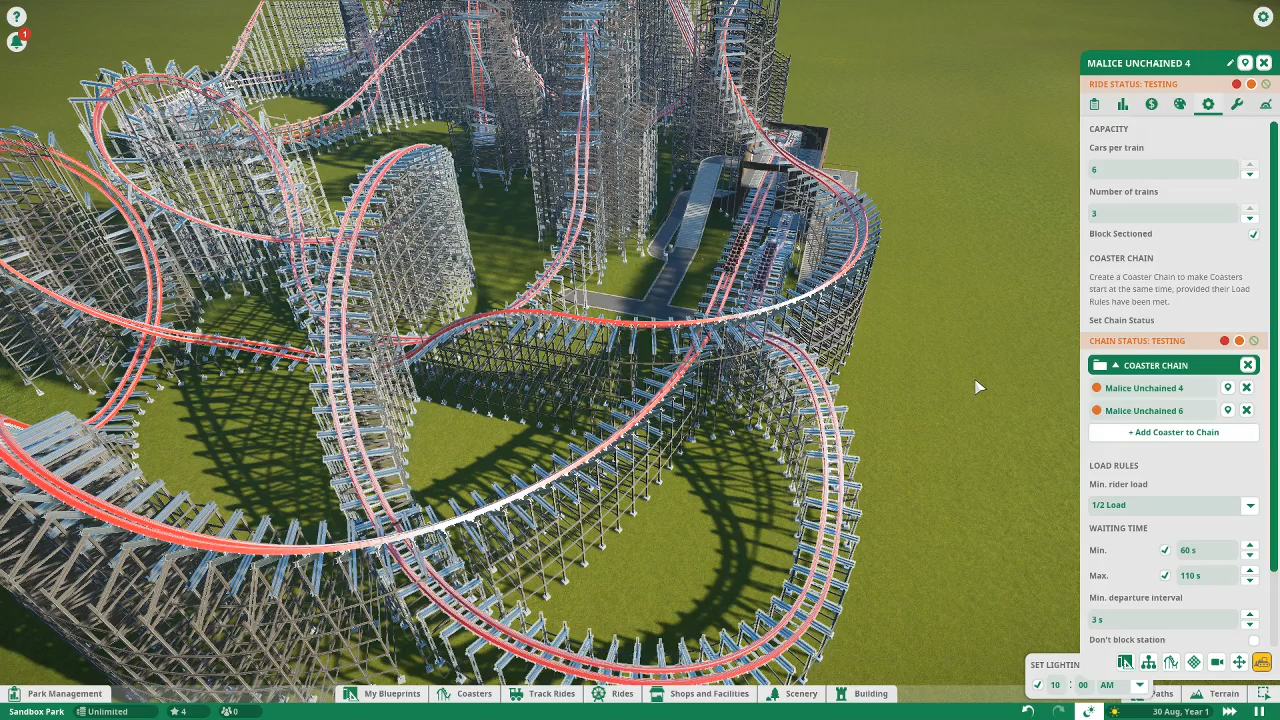 ?
1
MALICE UNCHAINED 4
RIDE STATUS: TESTING
CAPACITY
Cars per train
6
Number of trains
3
Block Sectioned
COASTER CHAIN
Create a Coaster Chain to make Coasters
start at the same time, provided their Load
Rules have been met.
Set Chain Status
CHAIN STATUS: TESTING
COASTER CHAIN
Malice Unchained 4
Malice Unchained 6
+ Add Coaster to Chain
LOAD RULES
Min. rider load
1/2 Load
WAITING TIME
Min. 60 s
Max. 110 s
Min. departure interval
3 s
Don't block station
SET LIGHTIN
10 : 00 AM
Park Management My Blueprints Coasters Track Rides Rides Shops and Facilities Scenery Building Paths Terrain
Sandbox Park Unlimited 4 0 30 Aug, Year 1